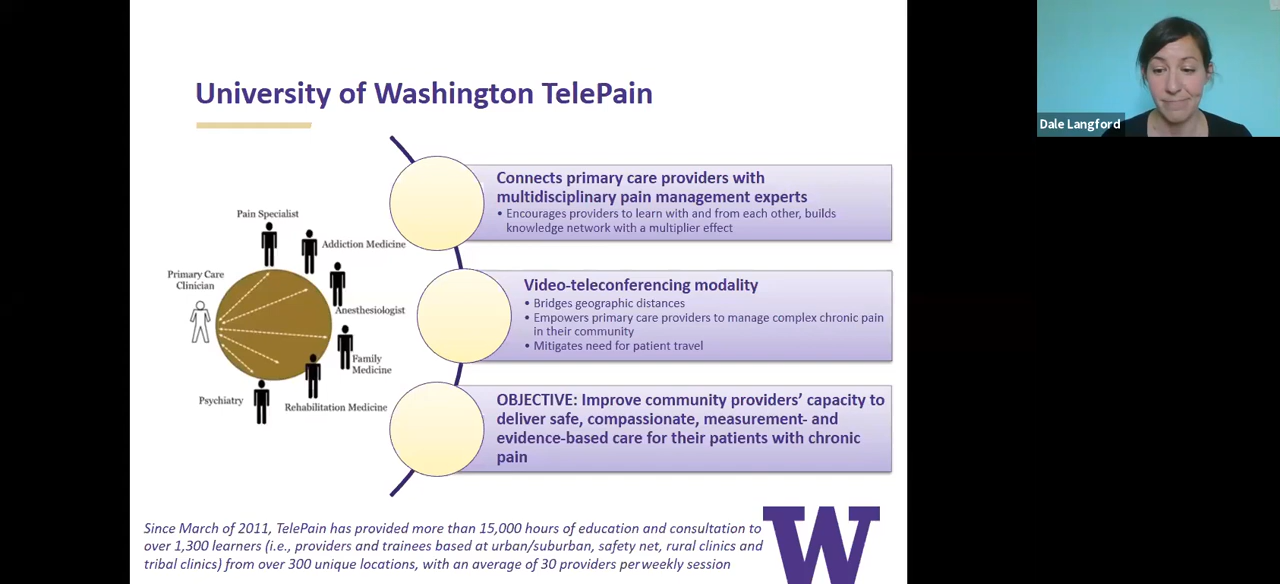 University of Washington TelePain
Dale Langford
Pain Specialist
Addiction Medicine
Primary Care
Clinician
Anesthesiologist
Family
Medicine
Psychiatry
Rehabilitation Medicine
Connects primary care providers with
multidisciplinary pain management experts
• Encourages providers to learn with and from each other, builds
knowledge network with a multiplier effect
Video-teleconferencing modality
• Bridges geographic distances
• Empowers primary care providers to manage complex chronic pain
in their community
• Mitigates need for patient travel
OBJECTIVE: Improve community providers’ capacity to
deliver safe, compassionate, measurement- and
evidence-based care for their patients with chronic
pain
Since March of 2011, TelePain has provided more than 15,000 hours of education and consultation to
over 1,300 learners (i.e., providers and trainees based at urban/suburban, safety net, rural clinics and
tribal clinics) from over 300 unique locations, with an average of 30 providers per weekly session
W